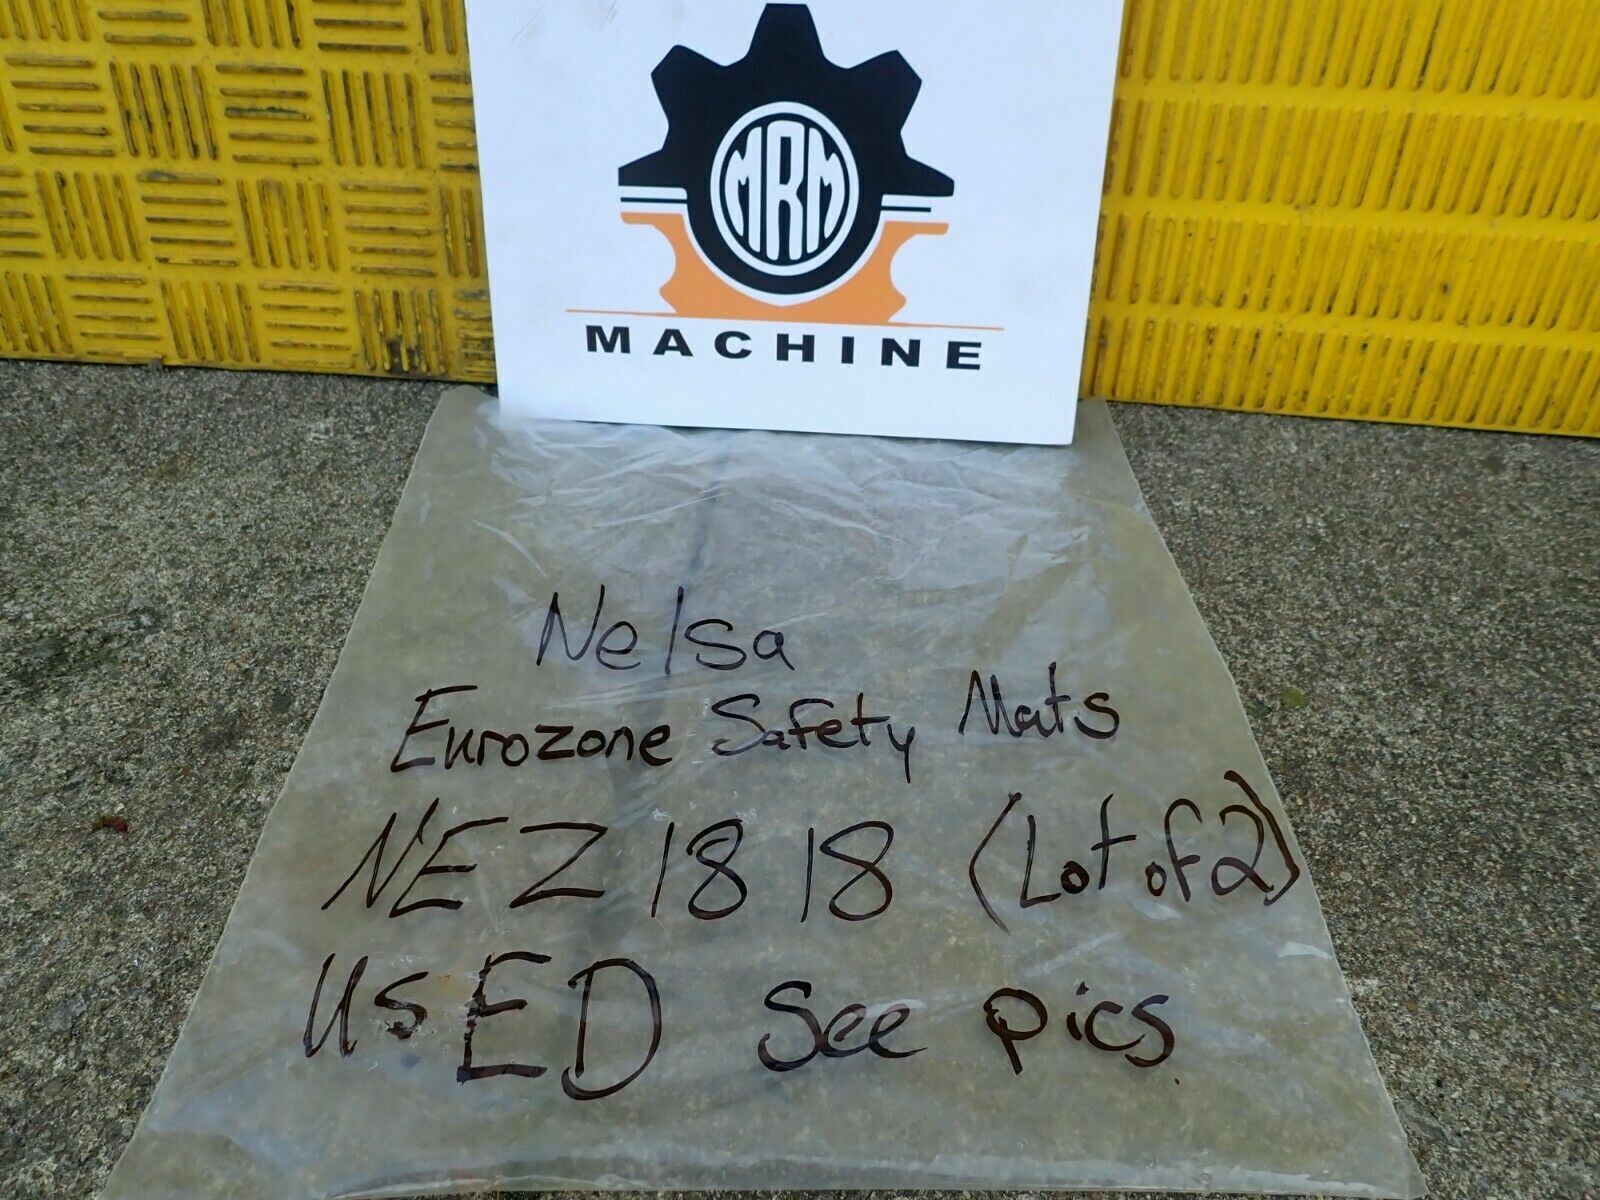 MRM
MACHINE
Nelsa
Eurozone Safety Mats
NEZ 18 18 (Lot of 2)
UsED See pics